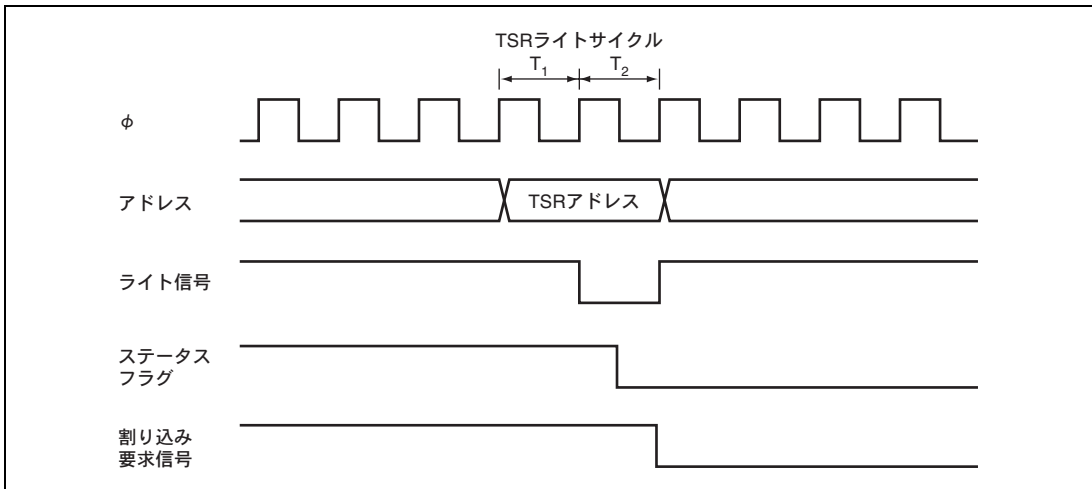 TSRライトサイクル
T1 T2
φ
アドレス
TSRアドレス
ライト信号
ステータス
フラグ
割り込み
要求信号